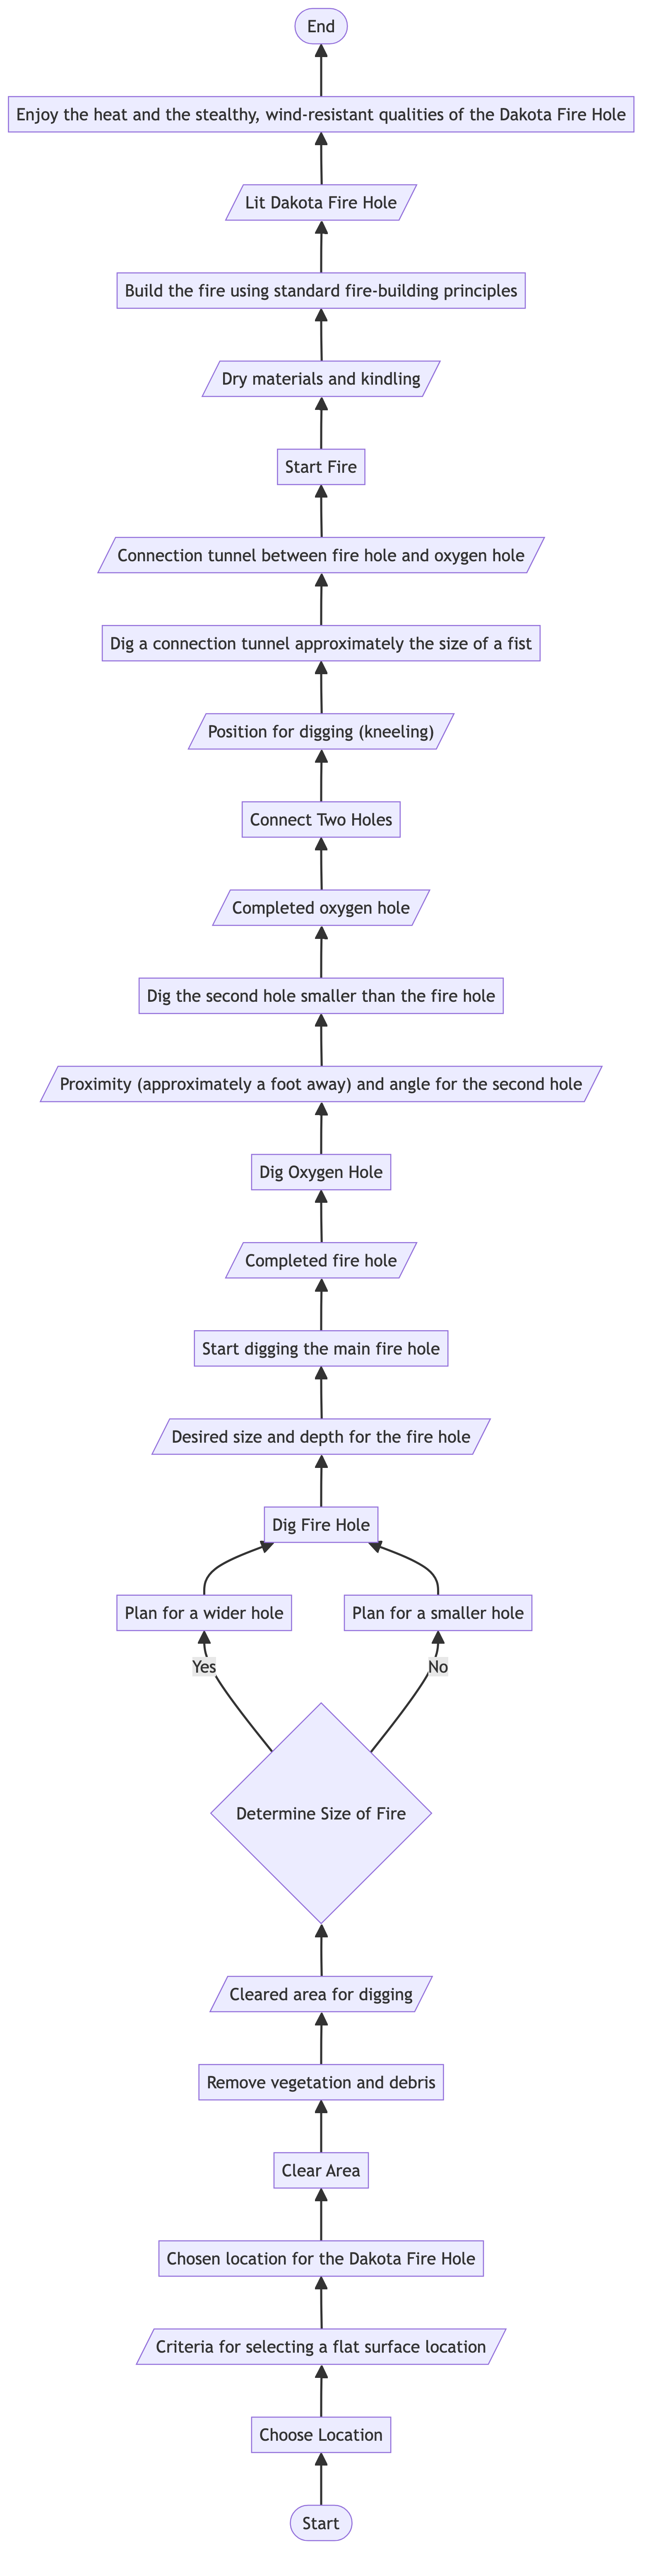 End
Enjoy the heat and the stealthy, wind-resistant qualities of the Dakota Fire Hole
Lit Dakota Fire Hole
Build the fire using standard fire-building principles
Dry materials and kindling
Start Fire
Connection tunnel between fire hole and oxygen hole
Dig a connection tunnel approximately the size of a fist
Position for digging (kneeling)
Connect Two Holes
Completed oxygen hole
Dig the second hole smaller than the fire hole
Proximity (approximately a foot away) and angle for the second hole
Dig Oxygen Hole
Completed fire hole
Start digging the main fire hole
Desired size and depth for the fire hole
Dig Fire Hole
Plan for a wider hole
Plan for a smaller hole
Yes
No
Determine Size of Fire
Cleared area for digging
Remove vegetation and debris
Clear Area
Chosen location for the Dakota Fire Hole
Criteria for selecting a flat surface location
Choose Location
Start